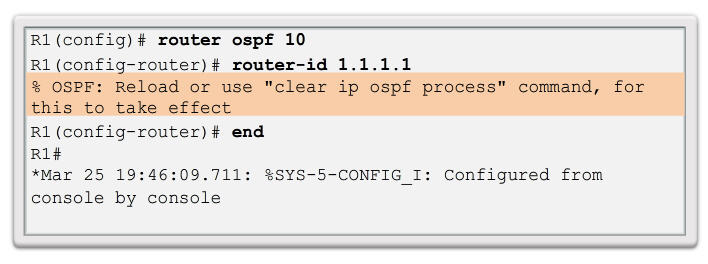 R1(config)# router ospf 10
R1(config-router)# router-id 1.1.1.1
% OSPF: Reload or use "clear ip ospf process" command, for
this to take effect
R1(config-router)# end
R1#
*Mar 25 19:46:09.711: %SYS-5-CONFIG_I: Configured from
console by console